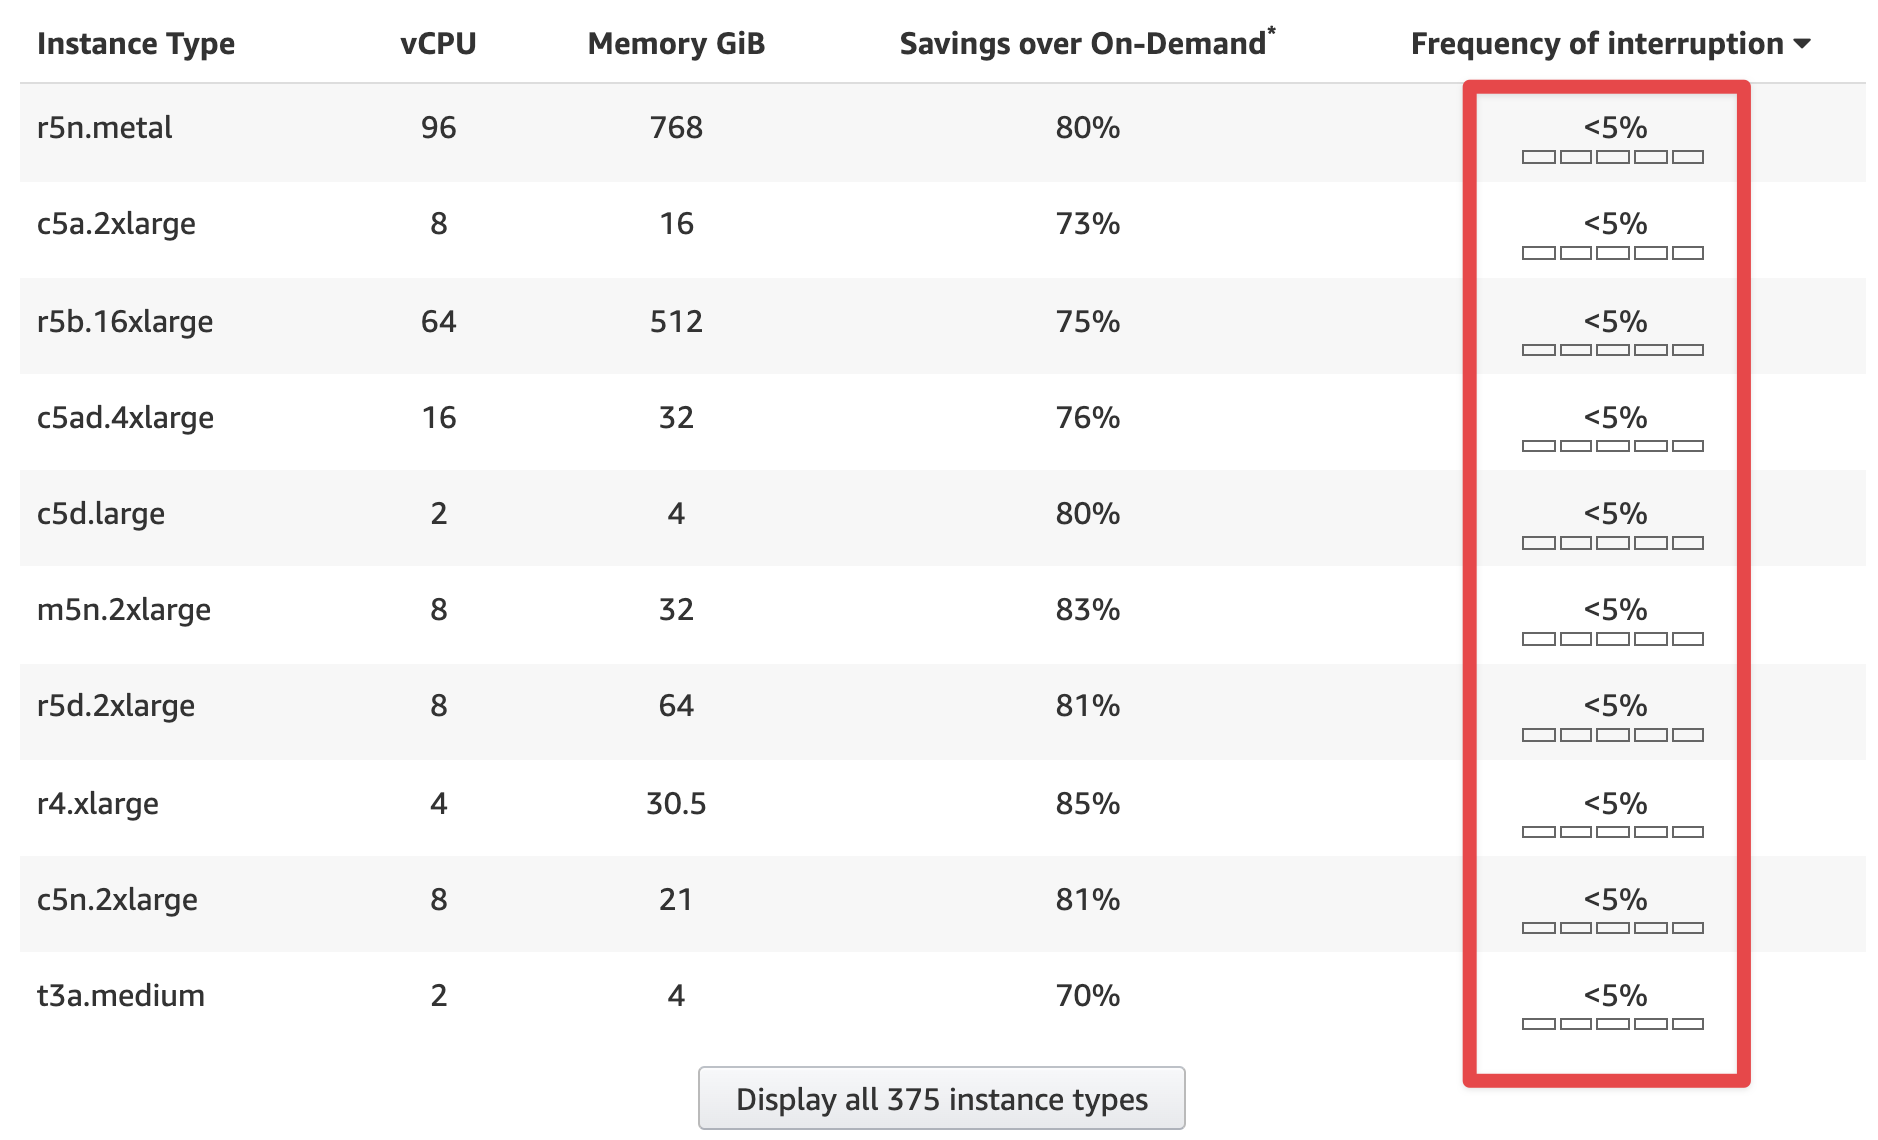 Instance Type vCPU Memory GiB Savings over On-Demand* Frequency of interruption
r5n.metal 96 768 80% <5%
c5a.2xlarge 8 16 73% <5%
r5b.16xlarge 64 512 75% <5%
c5ad.4xlarge 16 32 76% <5%
c5d.large 2 4 80% <5%
m5n.2xlarge 8 32 83% <5%
r5d.2xlarge 8 64 81% <5%
r4.xlarge 4 30.5 85% <5%
c5n.2xlarge 8 21 81% <5%
t3a.medium 2 4 70% <5%
Display all 375 instance types